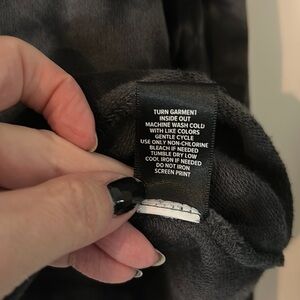 TURN GARMENT
INSIDE OUT
MACHINE WASH COLD
WITH LIKE COLORS
GENTLE CYCLE
USE ONLY NON-CHLORINE
BLEACH IF NEEDED
TUMBLE DRY LOW
COOL IRON IF NEEDED
DO NOT IRON
SCREEN PRINT